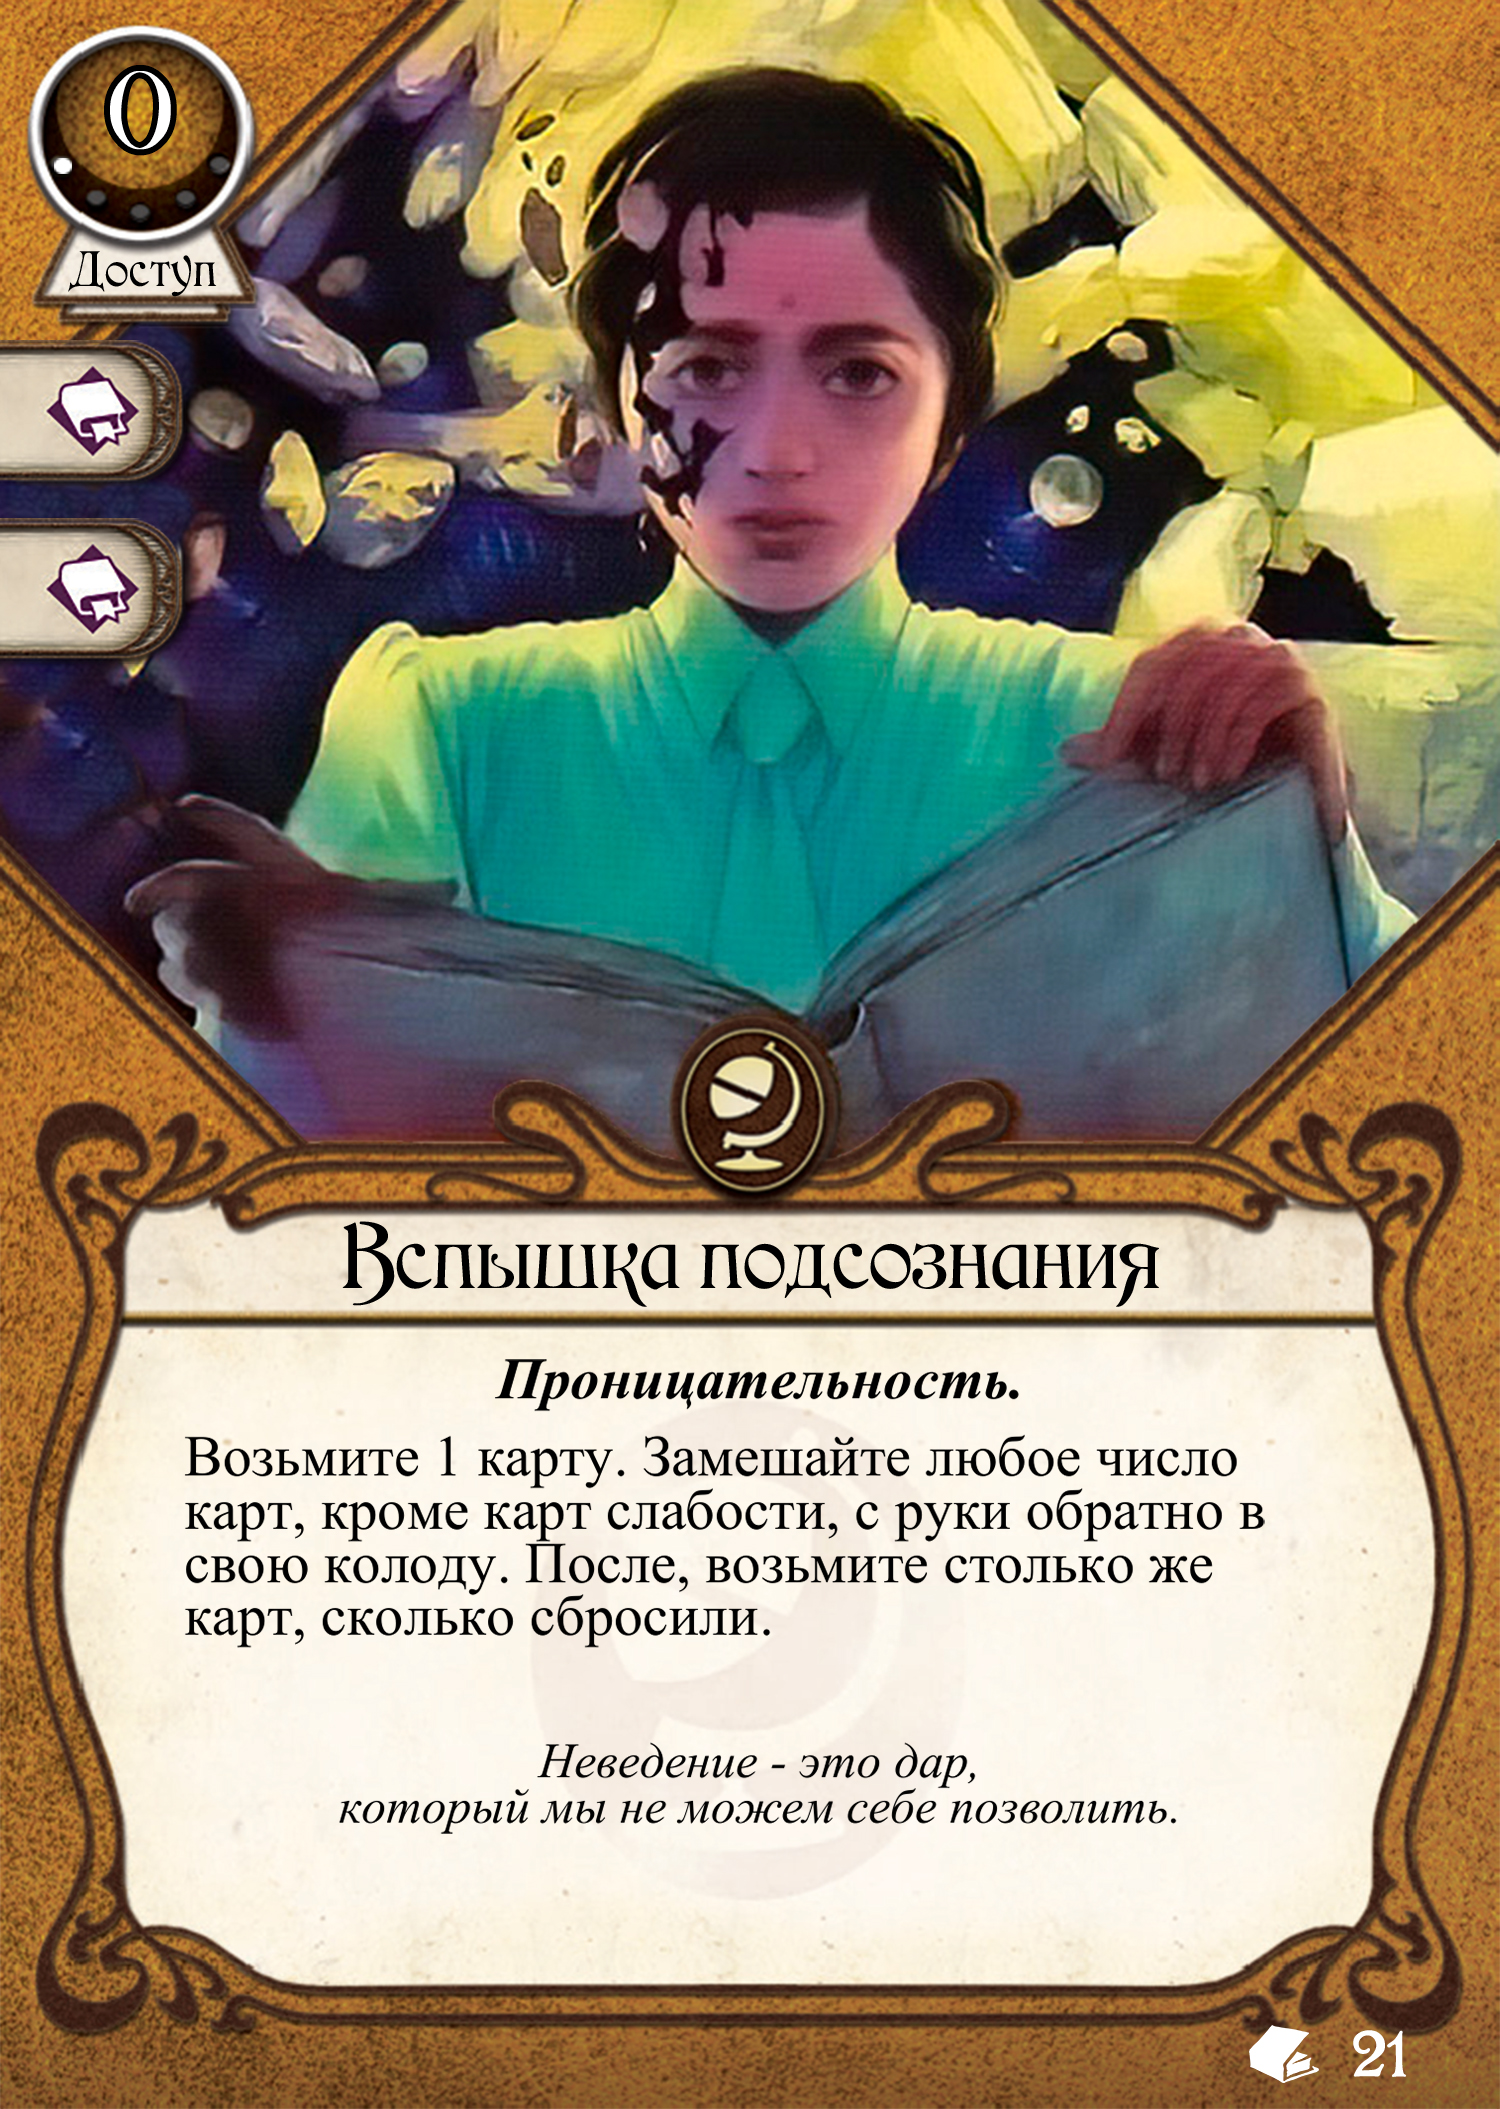 0
Доступ
Вспышка подсознания
Проницательность.
Возьмите 1 карту. Замешайте любое число
карт, кроме карт слабости, с руки обратно в
свою колоду. После, возьмите столько же
карт, сколько сбросили.
Неведение - это дар,
который мы не можем себе позволить.
21